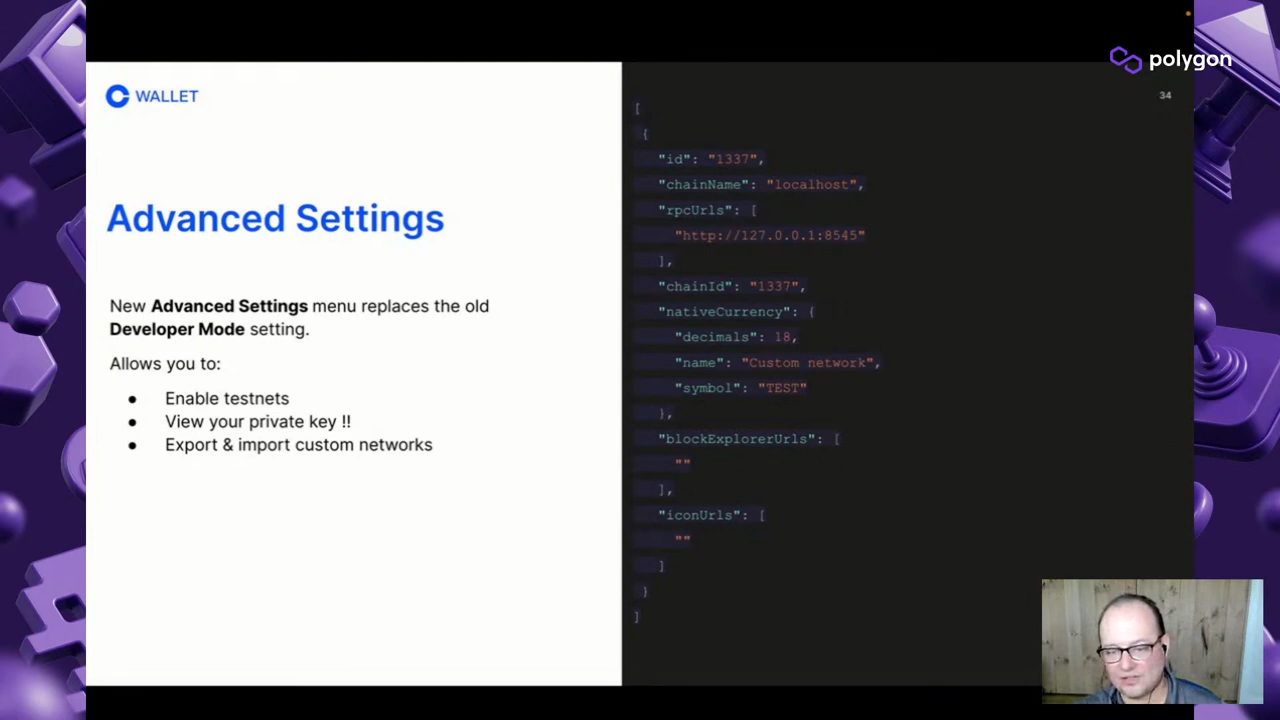 polygon
WALLET
34
Advanced Settings
New Advanced Settings menu replaces the old
Developer Mode setting.
Allows you to:
● Enable testnets
● View your private key !!
● Export & import custom networks
[
{
"id": "1337",
"chainName": "localhost",
"rpcUrls": [
"http://127.0.0.1:8545"
],
"chainId": "1337",
"nativeCurrency": {
"decimals": 18,
"name": "Custom network",
"symbol": "TEST"
},
"blockExplorerUrls": [
""
],
"iconUrls": [
""
]
}
]